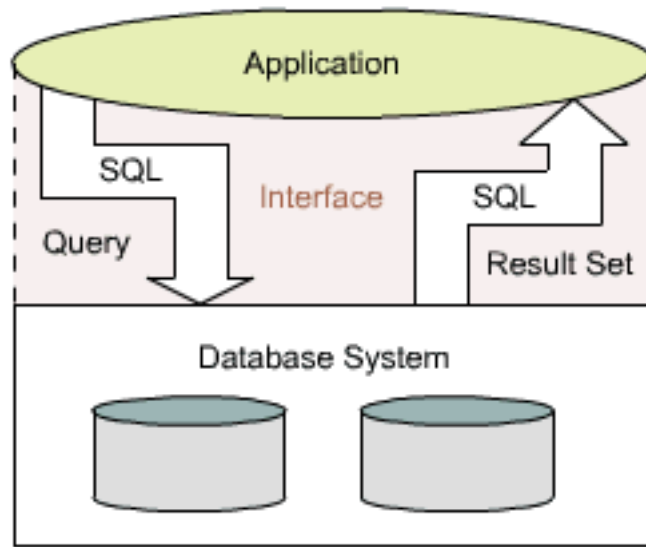 Application
SQL
Interface
SQL
Query
Result Set
Database System